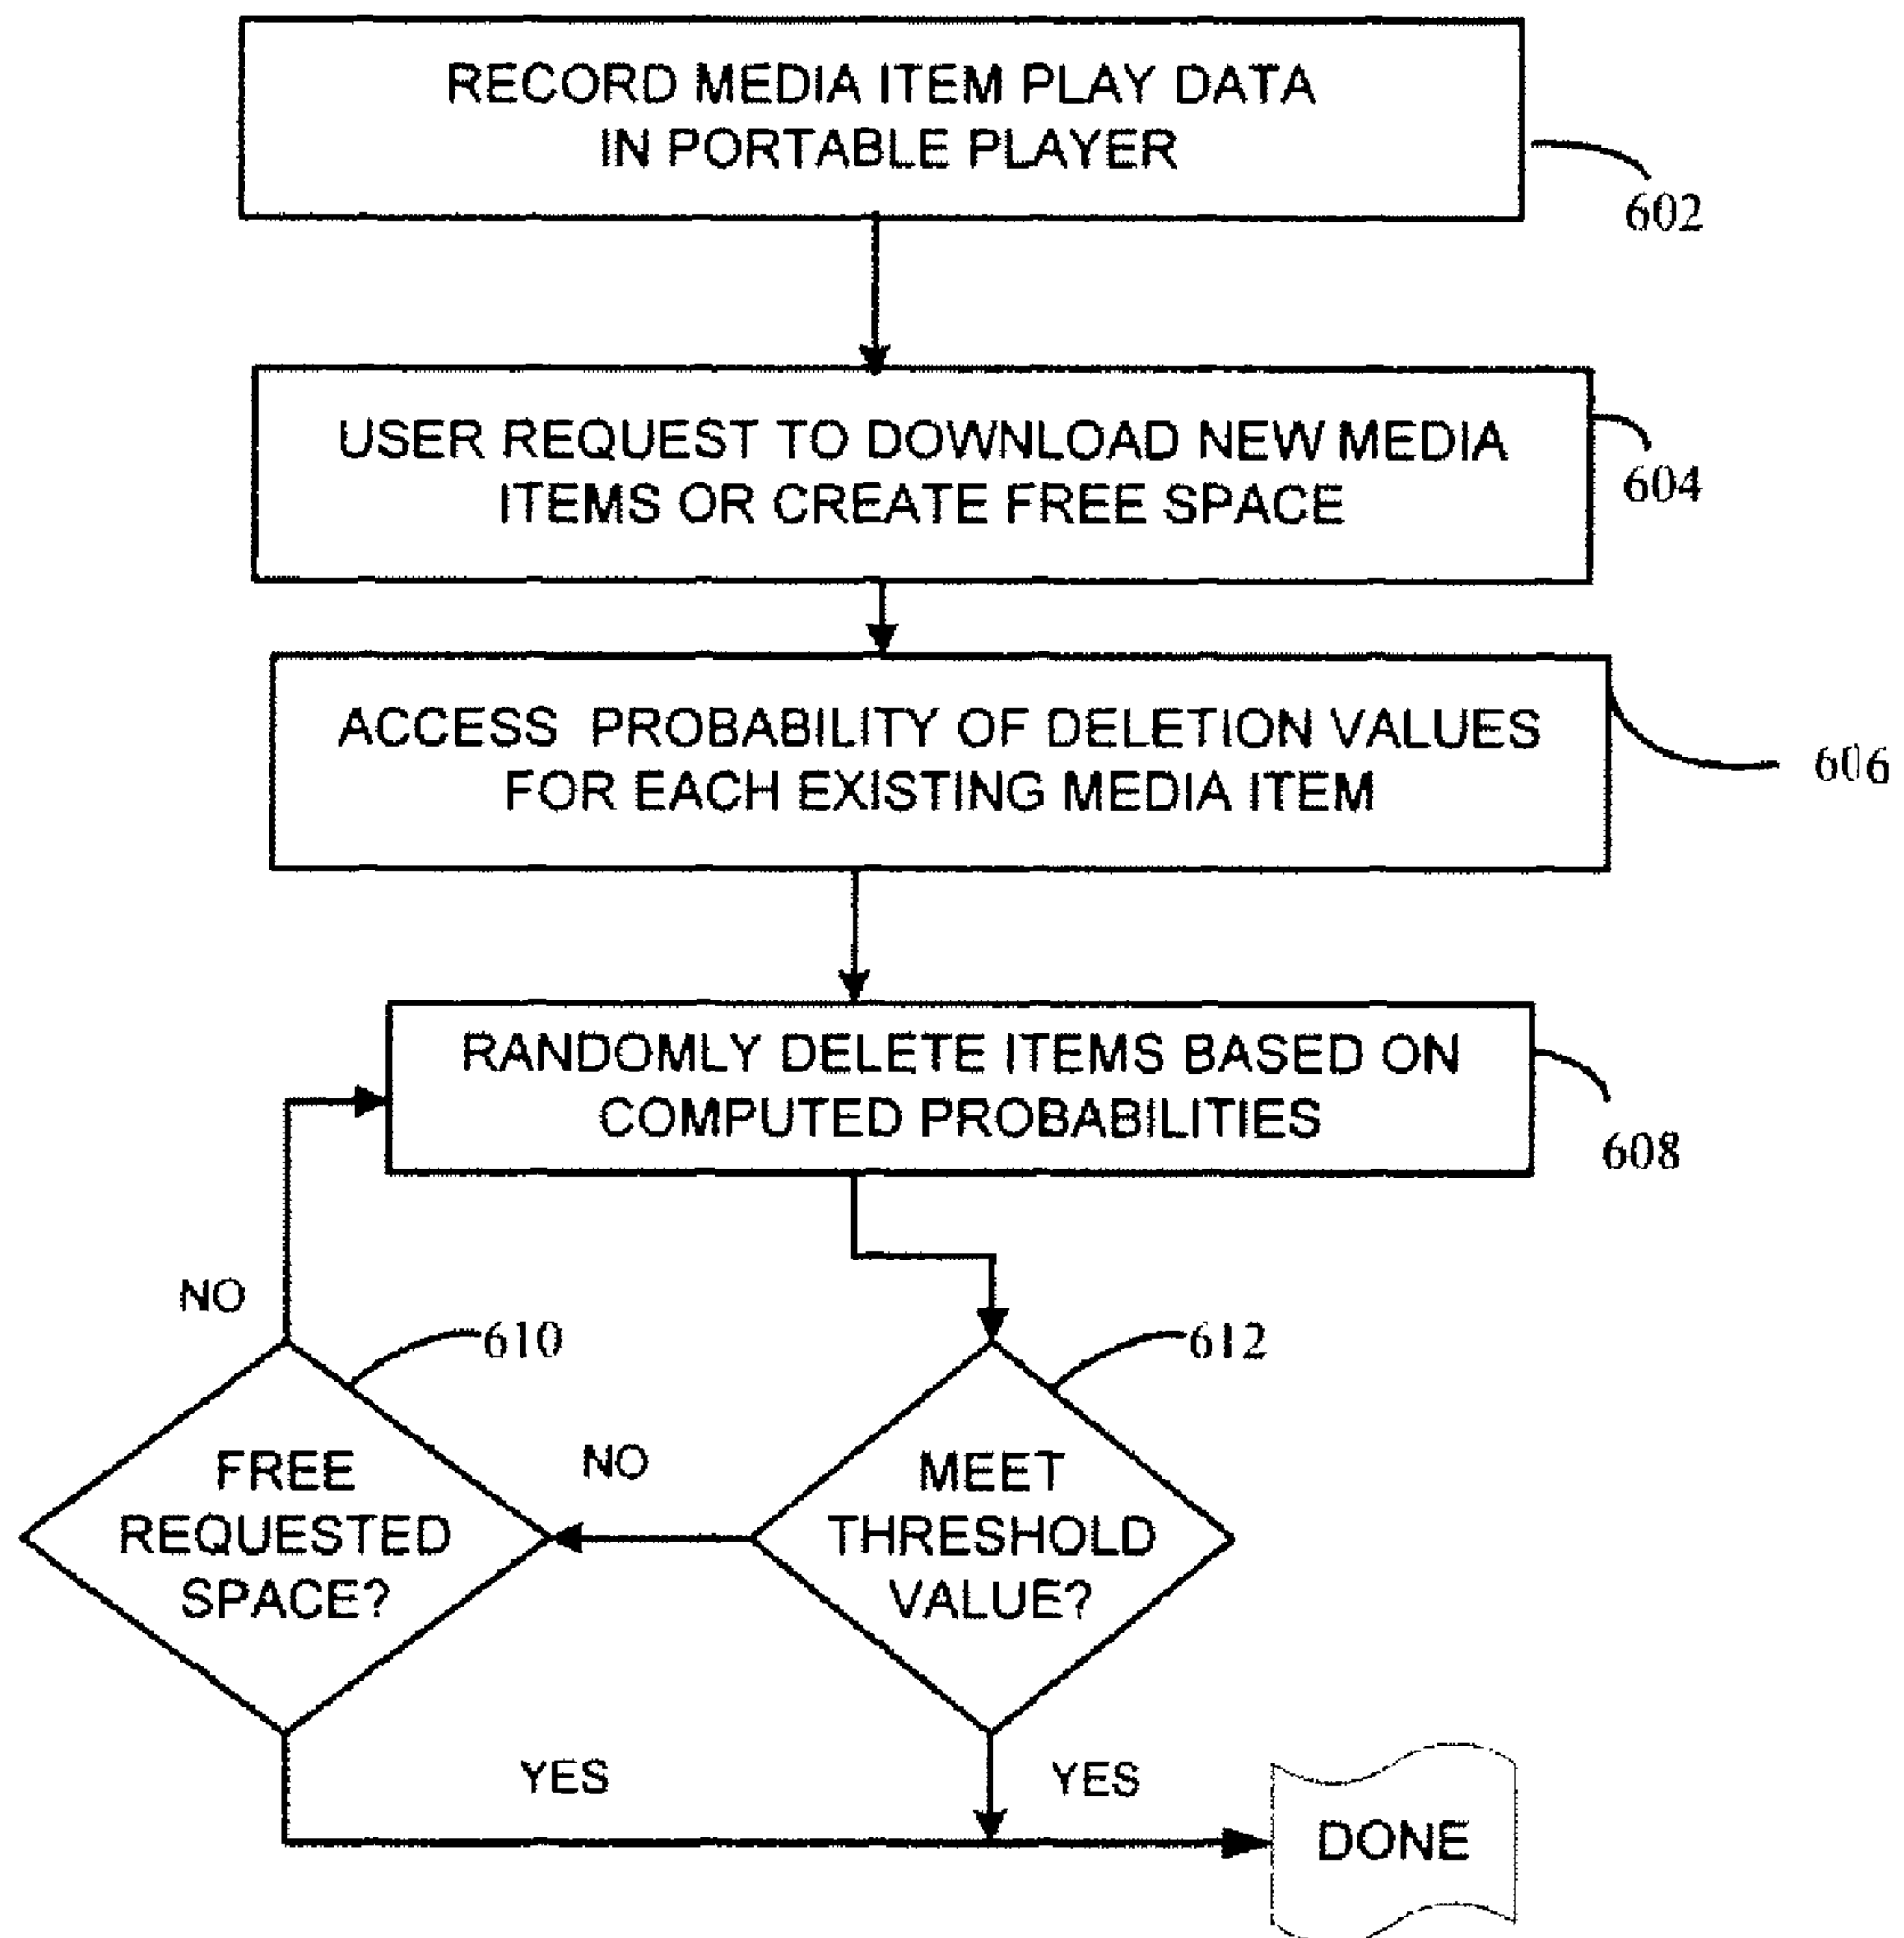 RECORD MEDIA ITEM PLAY DATA
IN PORTABLE PLAYER
602
USER REQUEST TO DOWNLOAD NEW MEDIA
ITEMS OR CREATE FREE SPACE
604
ACCESS PROBABILITY OF DELETION VALUES
FOR EACH EXISTING MEDIA ITEM
606
RANDOMLY DELETE ITEMS BASED ON
COMPUTED PROBABILITIES
608
NO
610
612
FREE
REQUESTED
SPACE?
NO
MEET
THRESHOLD
VALUE?
YES
YES
DONE